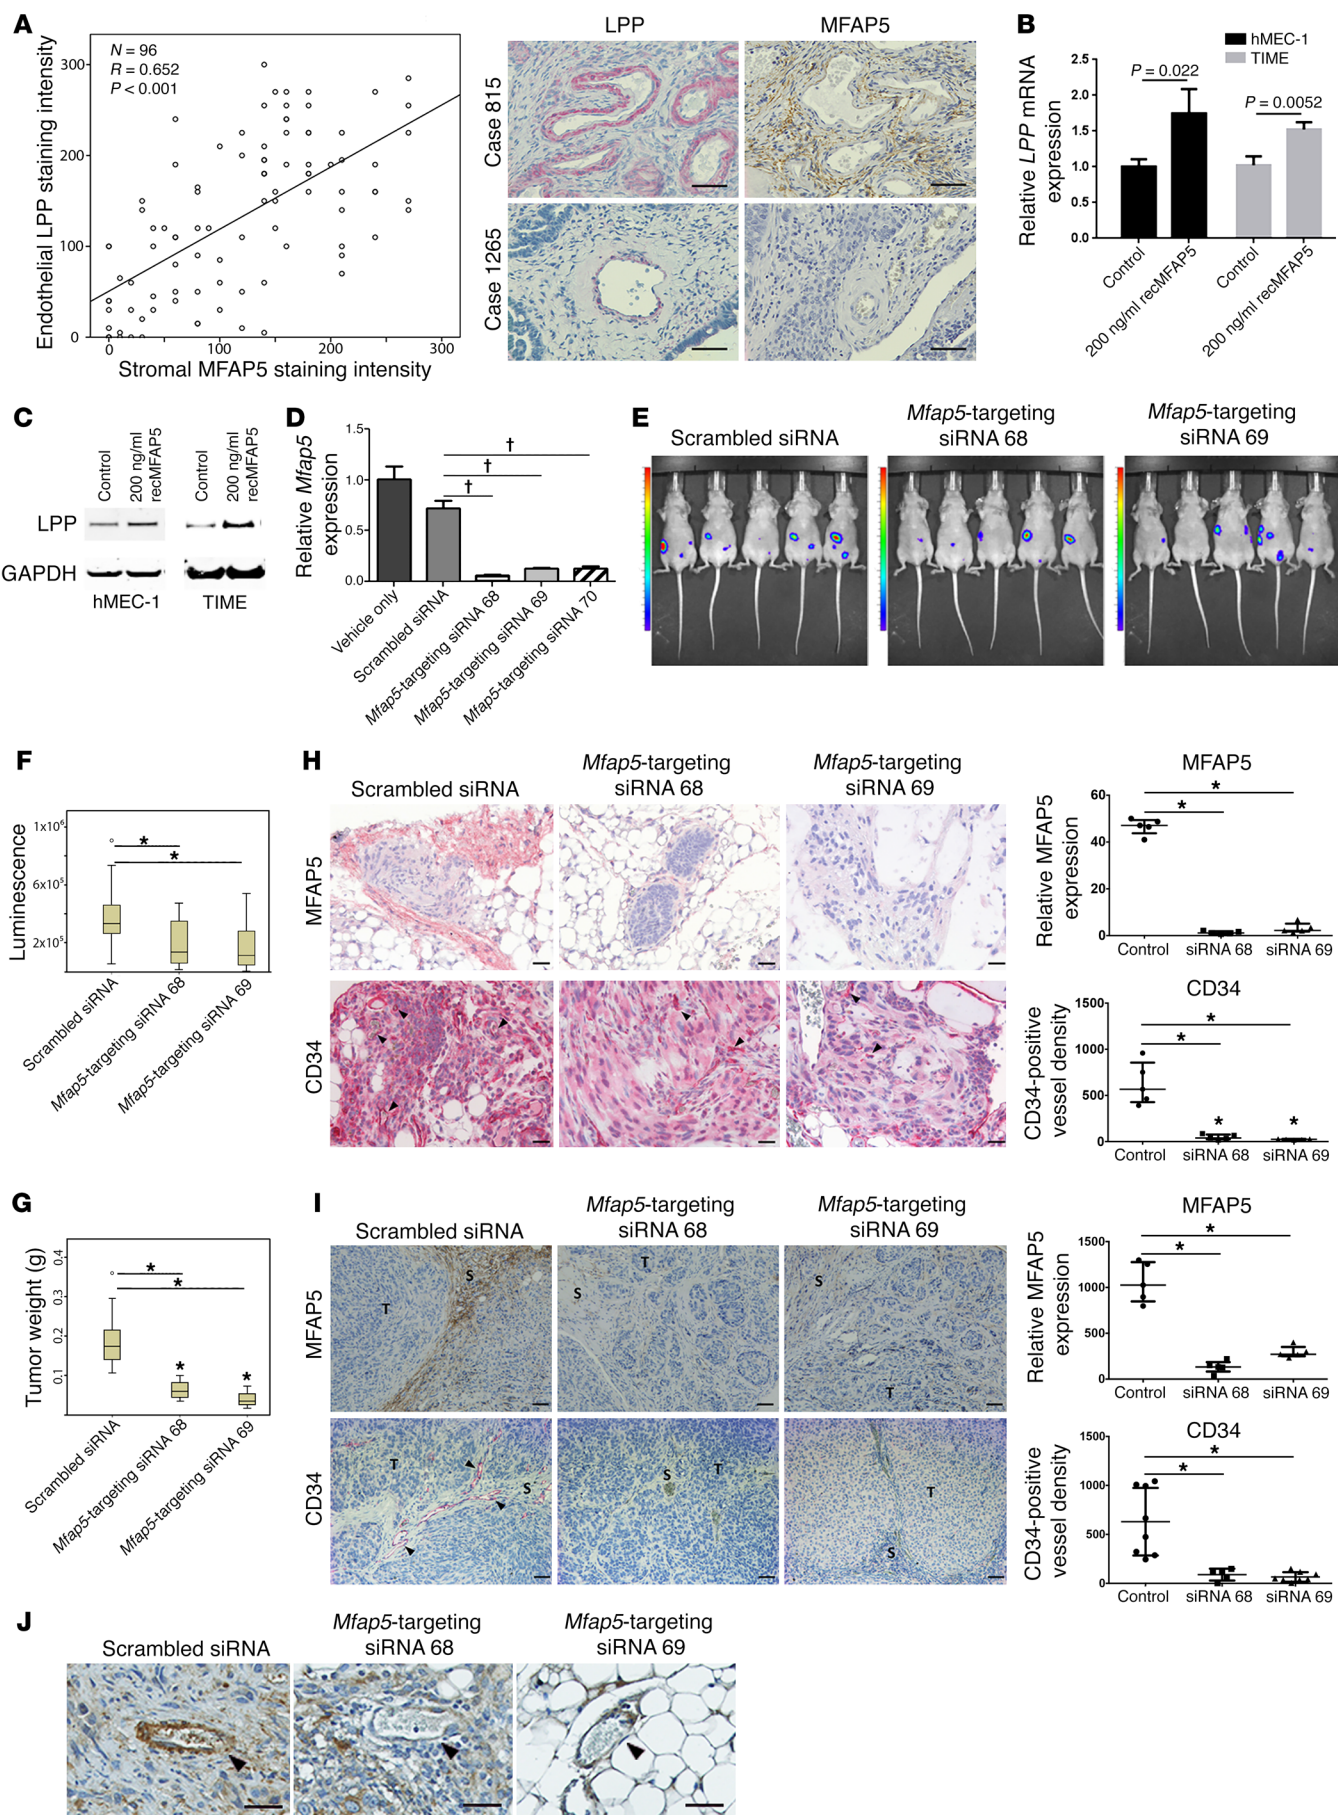 A
N = 96
R = 0.652
P < 0.001
Endothelial LPP staining intensity
300
200
100
0
0 100 200 300
Stromal MFAP5 staining intensity
LPP MFAP5
Case 815
Case 1265
B
hMEC-1
TIME
Relative LPP mRNA
expression
2.5
2.0
1.5
1.0
0.5
0.0
P = 0.022
P = 0.0052
Control
200 ng/ml recMFAP5
Control
200 ng/ml recMFAP5
C
Control
200 ng/ml
recMFAP5
Control
200 ng/ml
recMFAP5
LPP
GAPDH
hMEC-1 TIME
D
Relative Mfap5
expression
1.5
1.0
0.5
0.0
†
†
†
Vehicle only
Scrambled siRNA
Mfap5-targeting siRNA 68
Mfap5-targeting siRNA 69
Mfap5-targeting siRNA 70
E
Scrambled siRNA
Mfap5-targeting
siRNA 68
Mfap5-targeting
siRNA 69
F
Luminescence
1x10⁶
6x10⁵
2x10⁵
*
*
Scrambled siRNA
Mfap5-targeting siRNA 68
Mfap5-targeting siRNA 69
G
Tumor weight (g)
0.4
0.3
0.2
0.1
*
*
*
*
Scrambled siRNA
Mfap5-targeting siRNA 68
Mfap5-targeting siRNA 69
H
Scrambled siRNA
Mfap5-targeting
siRNA 68
Mfap5-targeting
siRNA 69
MFAP5
CD34
MFAP5
Relative MFAP5
expression
60
40
20
0
*
*
Control siRNA 68 siRNA 69
CD34
CD34-positive
vessel density
1500
1000
500
0
*
*
* *
Control siRNA 68 siRNA 69
I
Scrambled siRNA
Mfap5-targeting
siRNA 68
Mfap5-targeting
siRNA 69
MFAP5
T S
T S
S T
CD34
T S
S T
T S
MFAP5
Relative MFAP5
expression
1500
1000
500
0
*
*
Control siRNA 68 siRNA 69
CD34
CD34-positive
vessel density
1500
1000
500
0
*
*
Control siRNA 68 siRNA 69
J
Scrambled siRNA
Mfap5-targeting
siRNA 68
Mfap5-targeting
siRNA 69